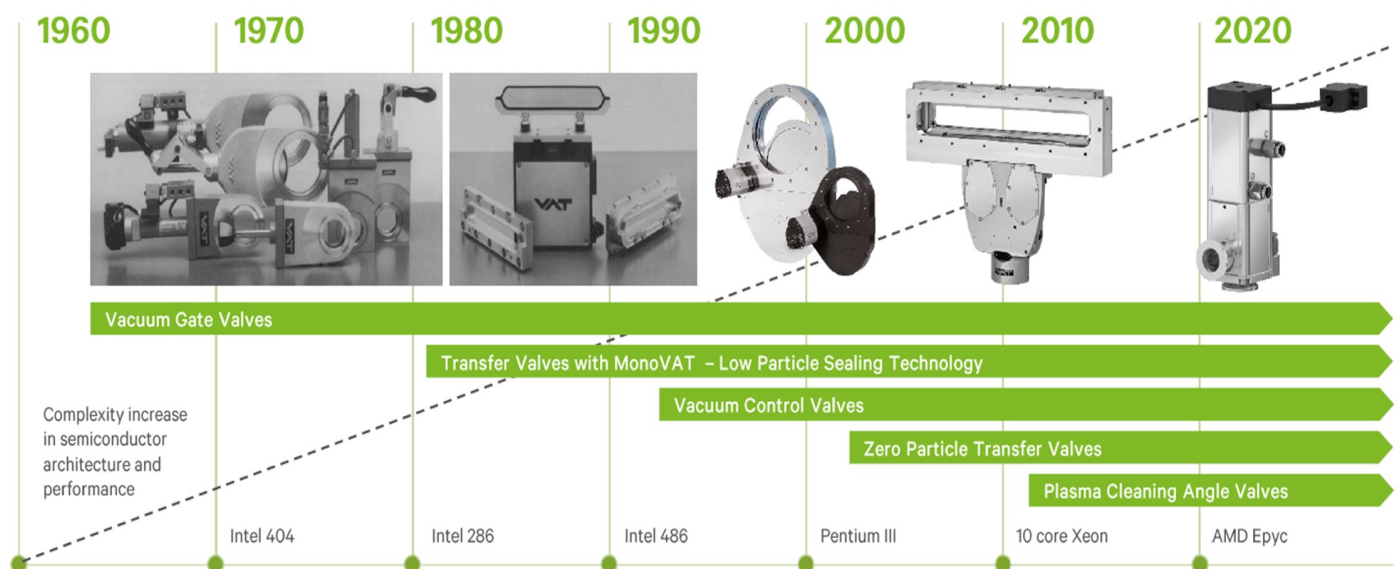 1960
1970
1980
1990
2000
2010
2020
VAT
VAT
VAT
VAT
Vacuum Gate Valves
Transfer Valves with MonoVAT – Low Particle Sealing Technology
Vacuum Control Valves
Zero Particle Transfer Valves
Plasma Cleaning Angle Valves
Complexity increase
in semiconductor
architecture and
performance
Intel 404
Intel 286
Intel 486
Pentium III
10 core Xeon
AMD Epyc